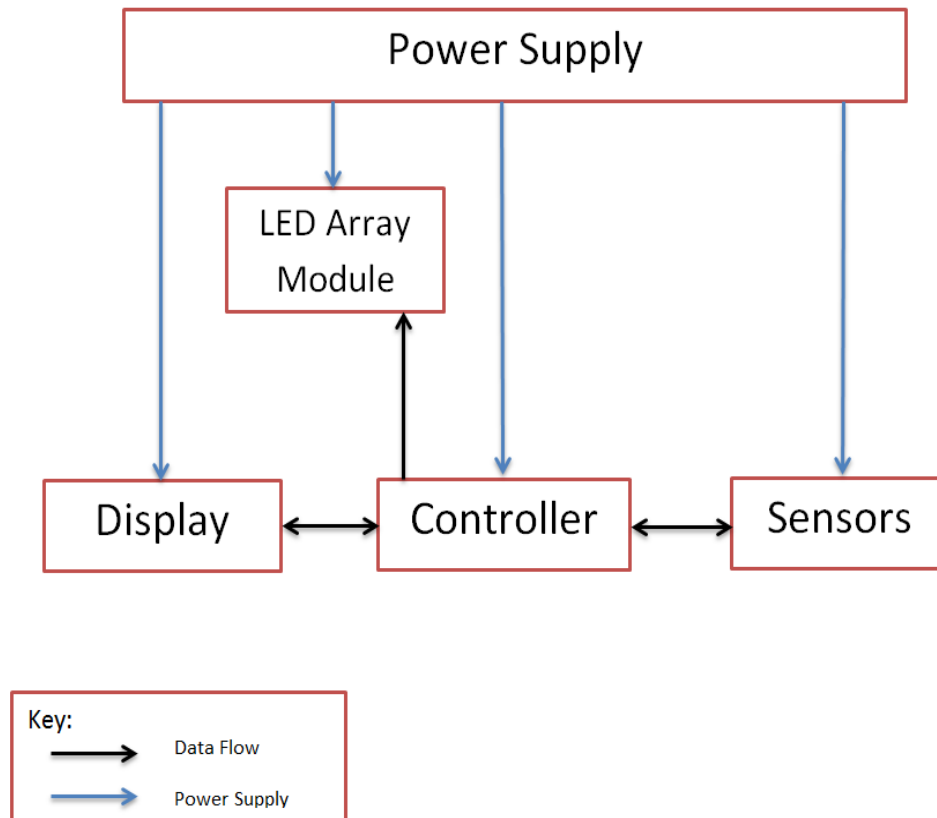 Power Supply
LED Array
Module
Display
Controller
Sensors
Key:
Data Flow
Power Supply